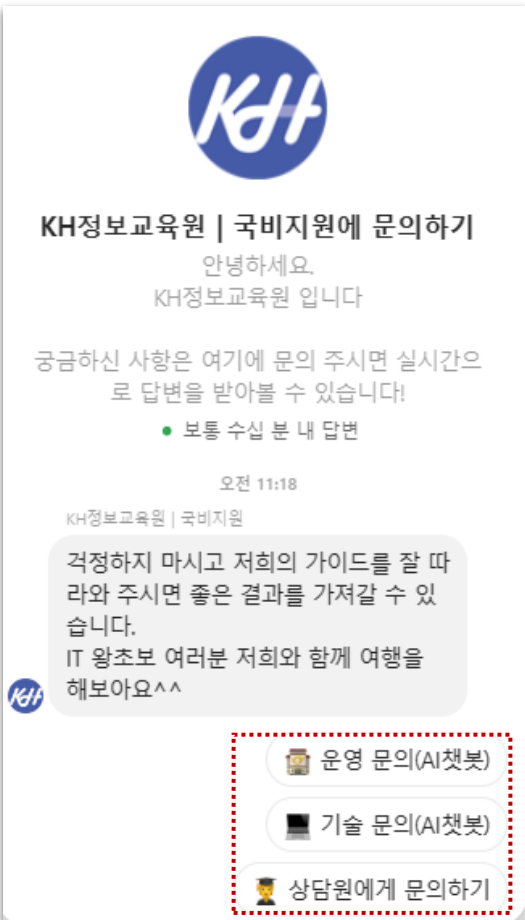 KH
KH정보교육원 | 국비지원에 문의하기
안녕하세요.
KH정보교육원 입니다
궁금하신 사항은 여기에 문의 주시면 실시간으
로 답변을 받아볼 수 있습니다!
보통 수십 분 내 답변
오전 11:18
KH정보교육원 | 국비지원
걱정하지 마시고 저희의 가이드를 잘 따
라와 주시면 좋은 결과를 가져갈 수 있
습니다.
IT 왕초보 여러분 저희와 함께 여행을
해보아요^^
KH
운영 문의(AI챗봇)
기술 문의(AI챗봇)
상담원에게 문의하기